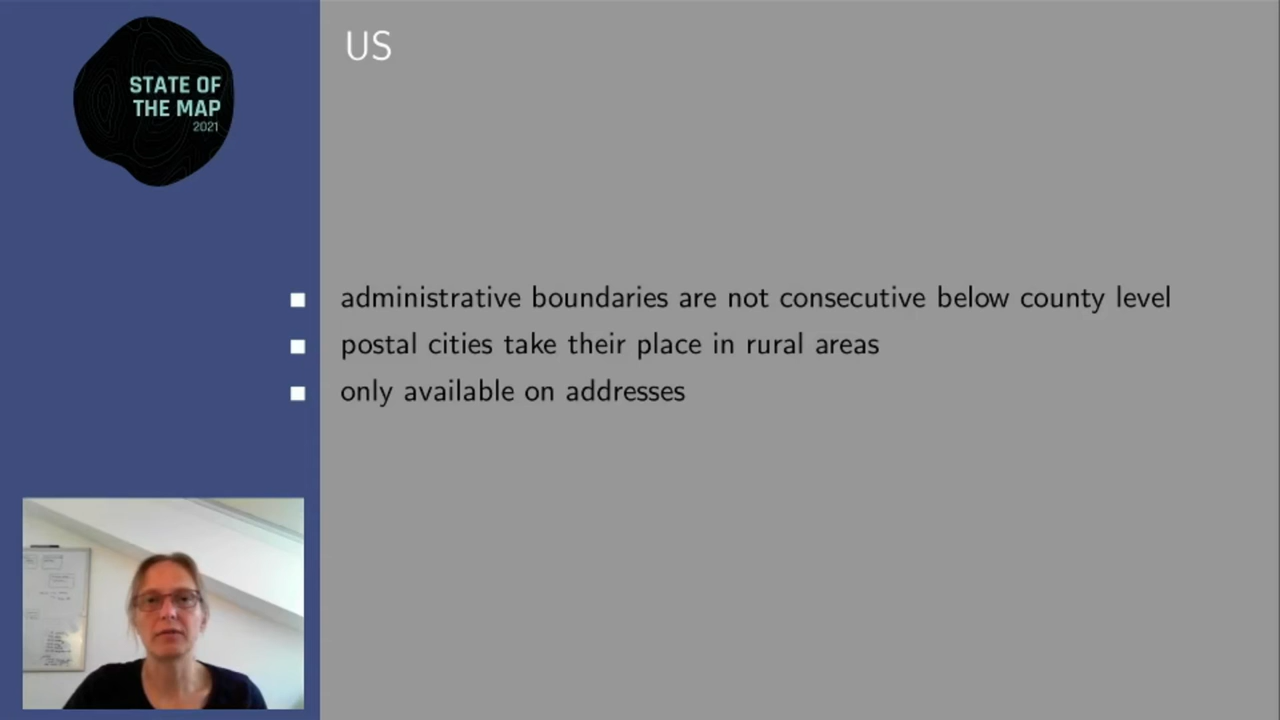 STATE OF
THE MAP
2021
US
administrative boundaries are not consecutive below county level
postal cities take their place in rural areas
only available on addresses